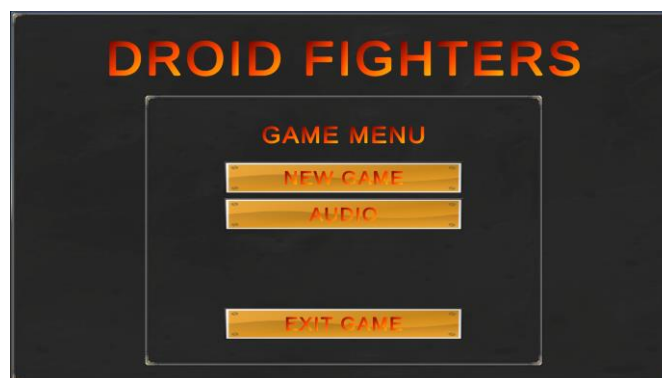 DROID FIGHTERS
GAME MENU
NEW GAME
AUDIO
EXIT GAME